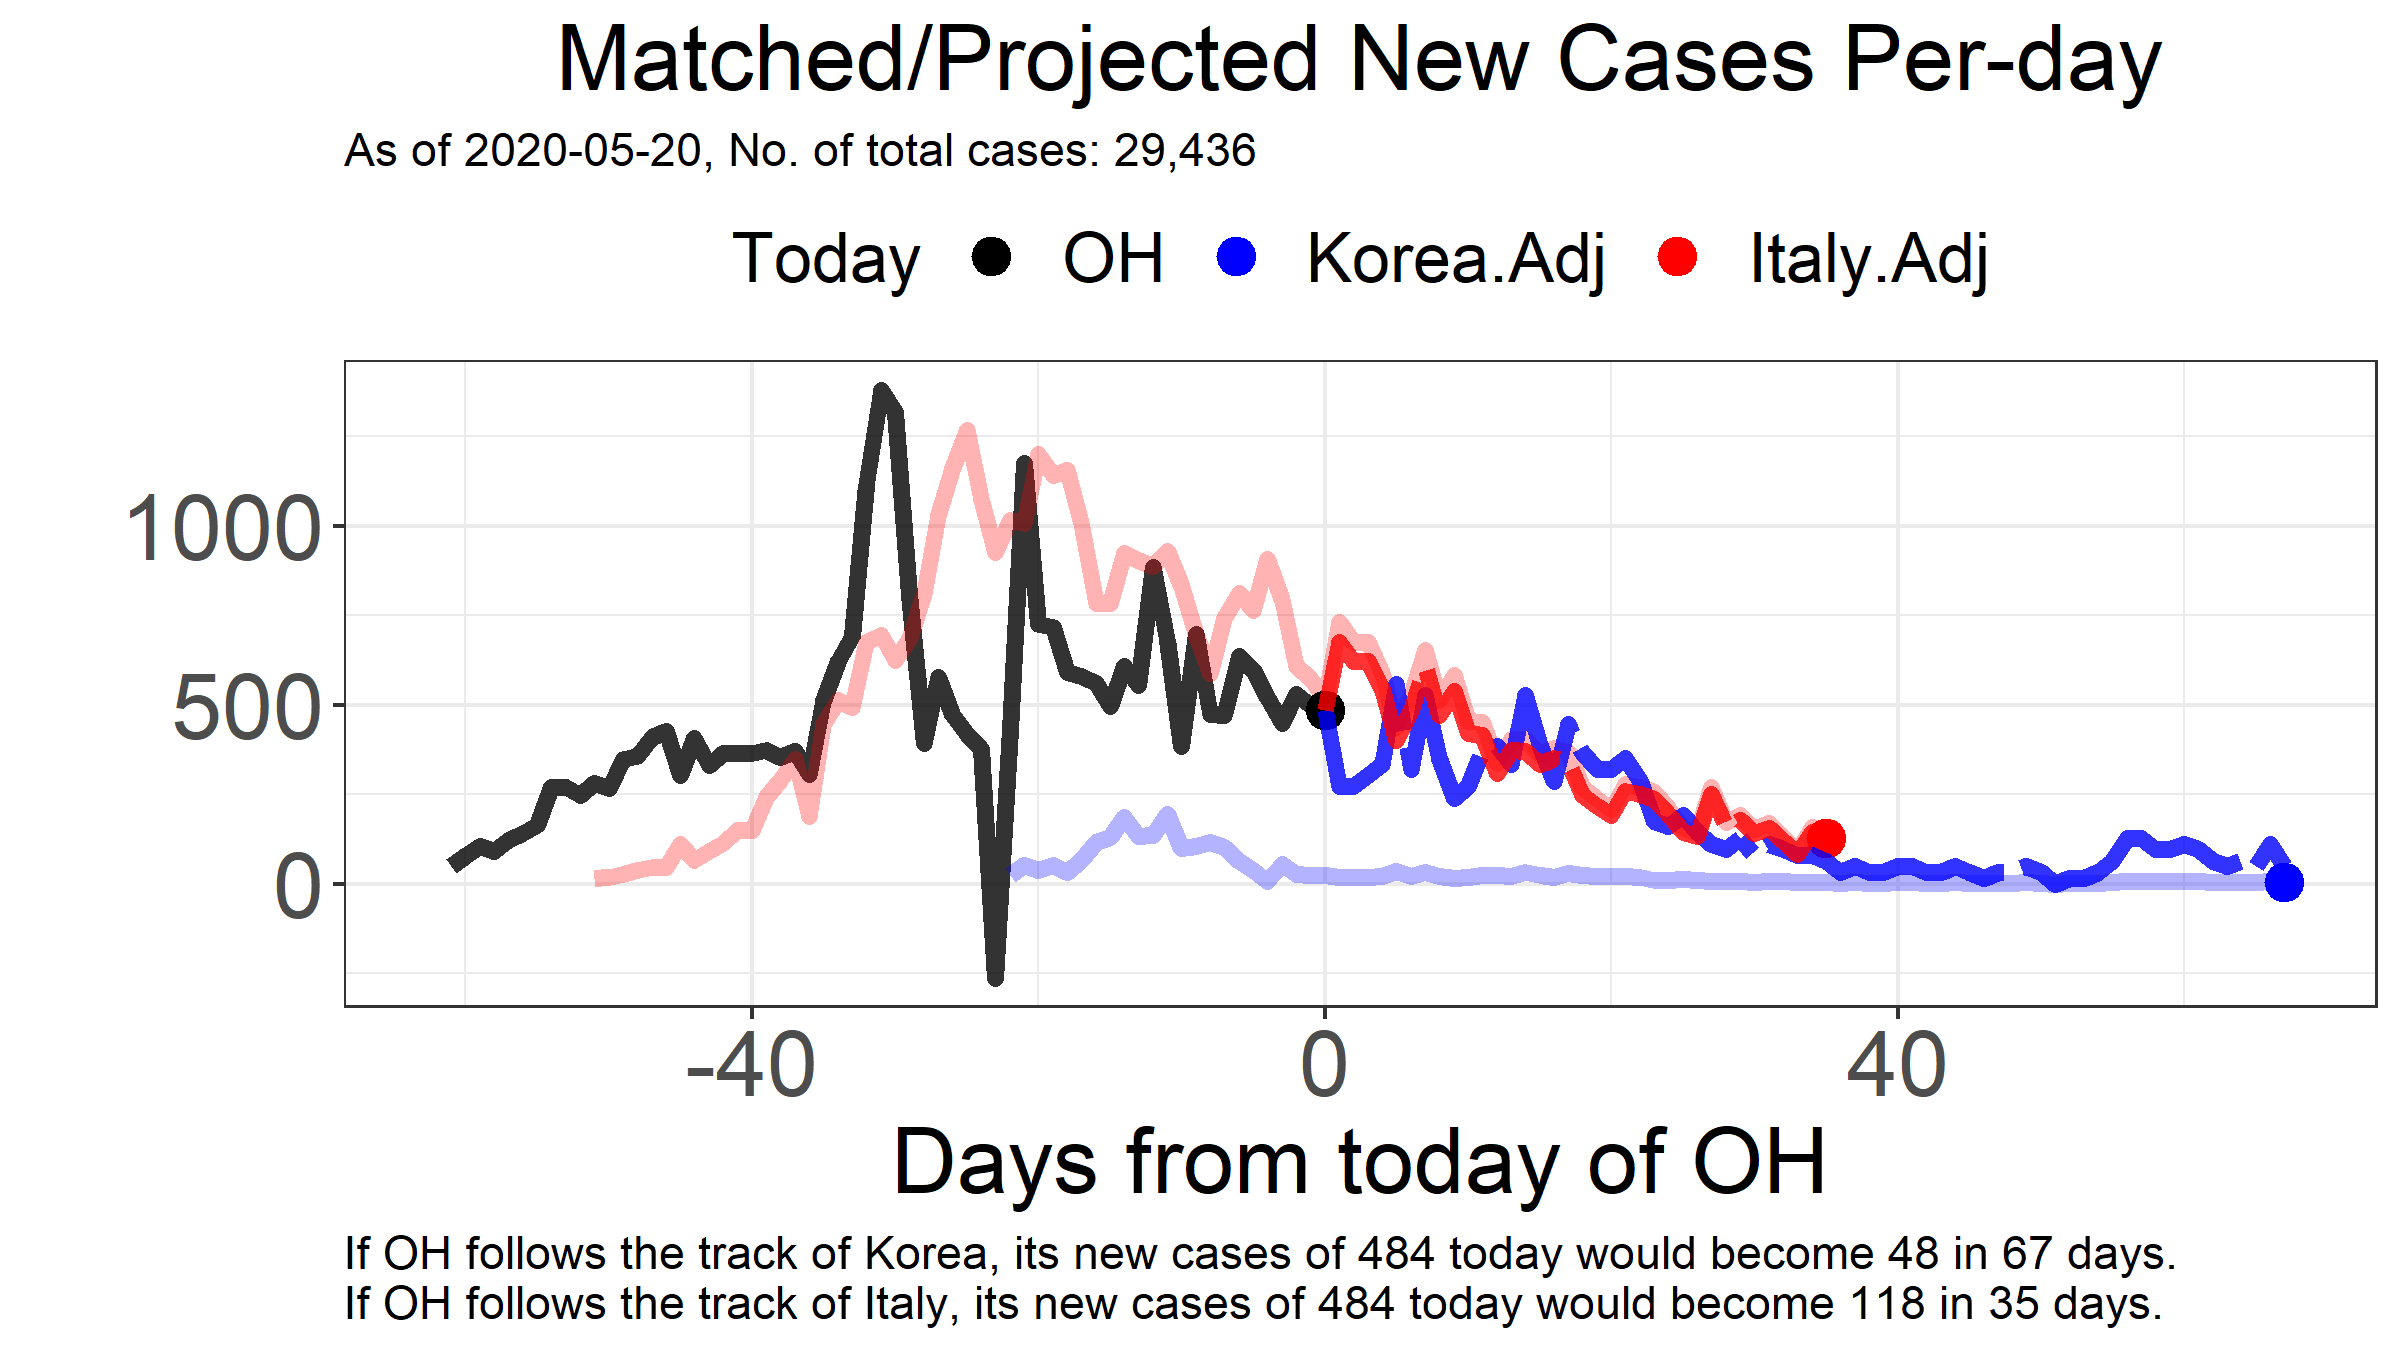 Matched/Projected New Cases Per-day
As of 2020-05-20, No. of total cases: 29,436
Today OH Korea.Adj Italy.Adj
1000
500
0
-40 0 40
Days from today of OH
If OH follows the track of Korea, its new cases of 484 today would become 48 in 67 days.
If OH follows the track of Italy, its new cases of 484 today would become 118 in 35 days.